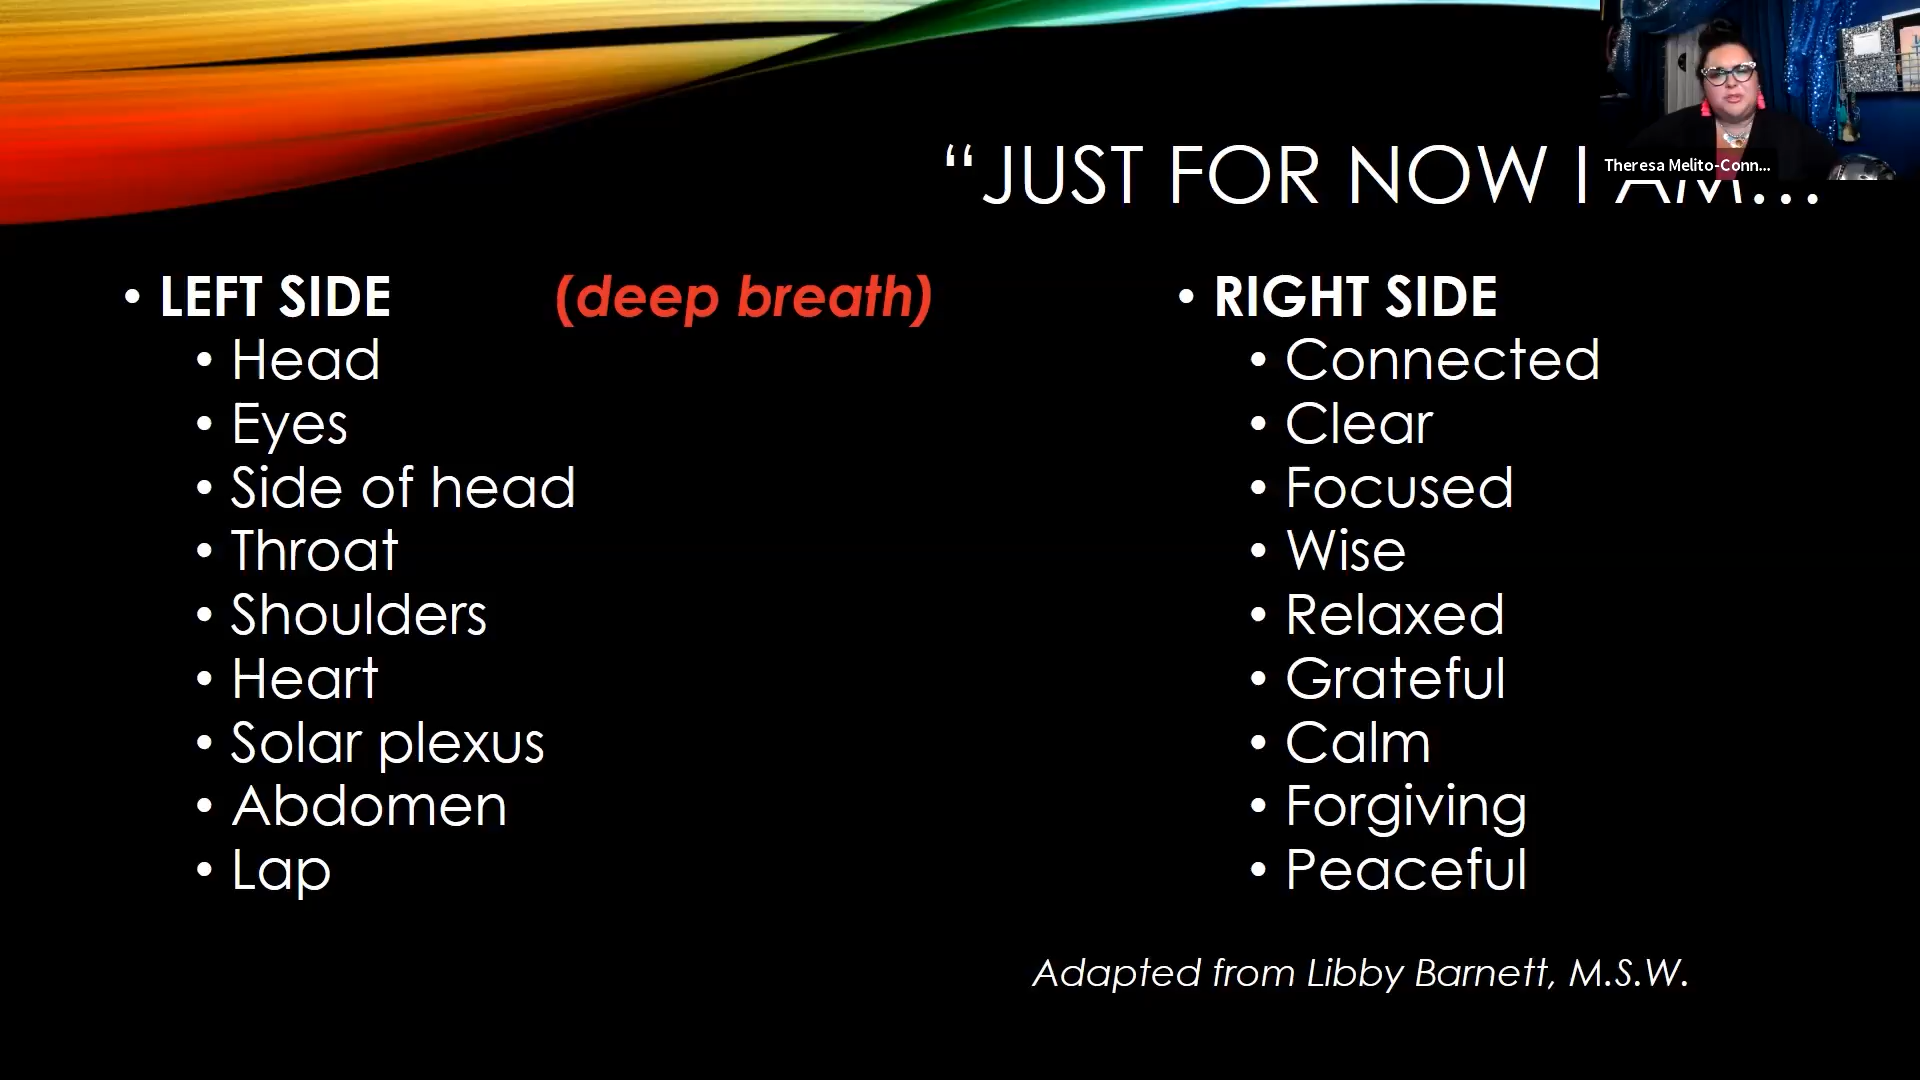 “JUST FOR NOW I AM…
Theresa Melito-Conn...
• LEFT SIDE (deep breath)
• Head
• Eyes
• Side of head
• Throat
• Shoulders
• Heart
• Solar plexus
• Abdomen
• Lap
• RIGHT SIDE
• Connected
• Clear
• Focused
• Wise
• Relaxed
• Grateful
• Calm
• Forgiving
• Peaceful
Adapted from Libby Barnett, M.S.W.